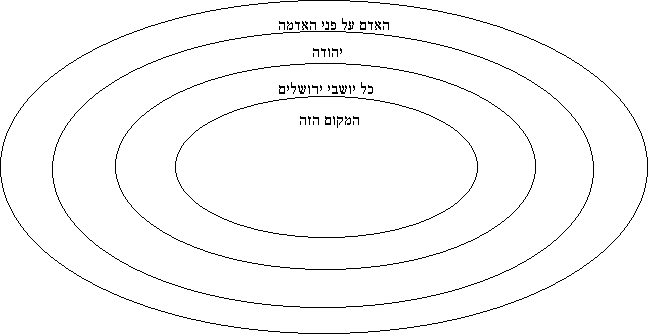 האדם על פני האדמה
יהודה
כל יושבי ירושלים
המקום הזה